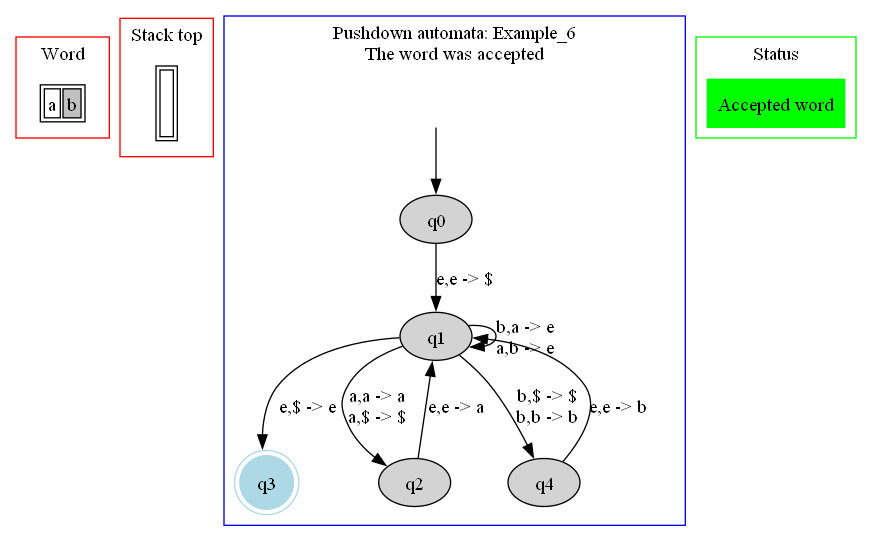 Word
a b
Stack top
Pushdown automata: Example_6
The word was accepted
Status
Accepted word
q0
e,e -> $
q1
b,a -> e
a,b -> e
e,$ -> e
a,a -> a
a,$ -> $
e,e -> a
b,$ -> $
b,b -> b
e,e -> b
q3
q2
q4